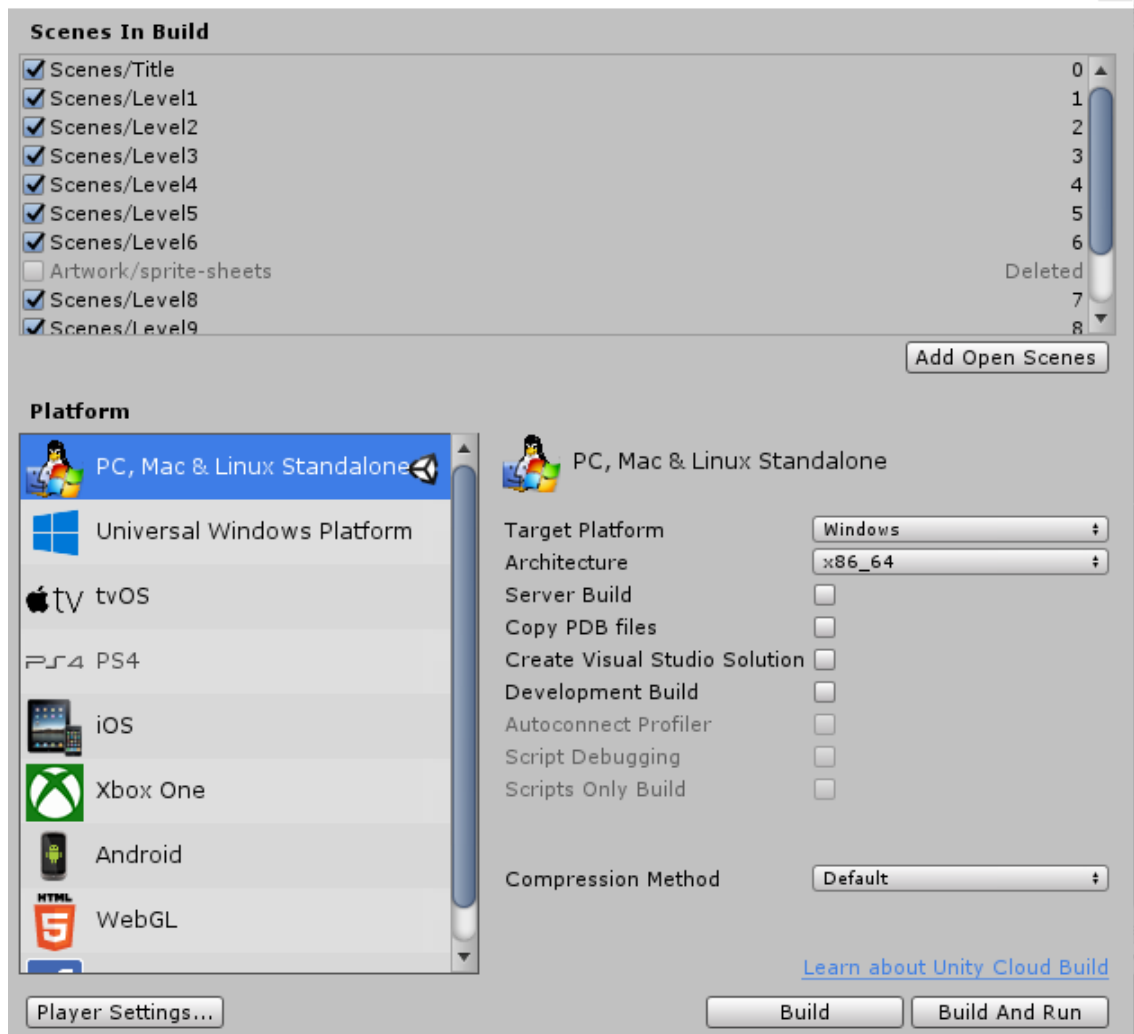 Scenes In Build
Scenes/Title 0
Scenes/Level1 1
Scenes/Level2 2
Scenes/Level3 3
Scenes/Level4 4
Scenes/Level5 5
Scenes/Level6 6
Artwork/sprite-sheets Deleted
Scenes/Level8 7
Scenes/Level9 8
Add Open Scenes
Platform
PC, Mac & Linux Standalone
Universal Windows Platform
tv tvOS
PS4 PS4
iOS
Xbox One
Android
HTML
5 WebGL
PC, Mac & Linux Standalone
Target Platform Windows
Architecture x86_64
Server Build
Copy PDB files
Create Visual Studio Solution
Development Build
Autoconnect Profiler
Script Debugging
Scripts Only Build
Compression Method Default
Learn about Unity Cloud Build
Player Settings...
Build
Build And Run